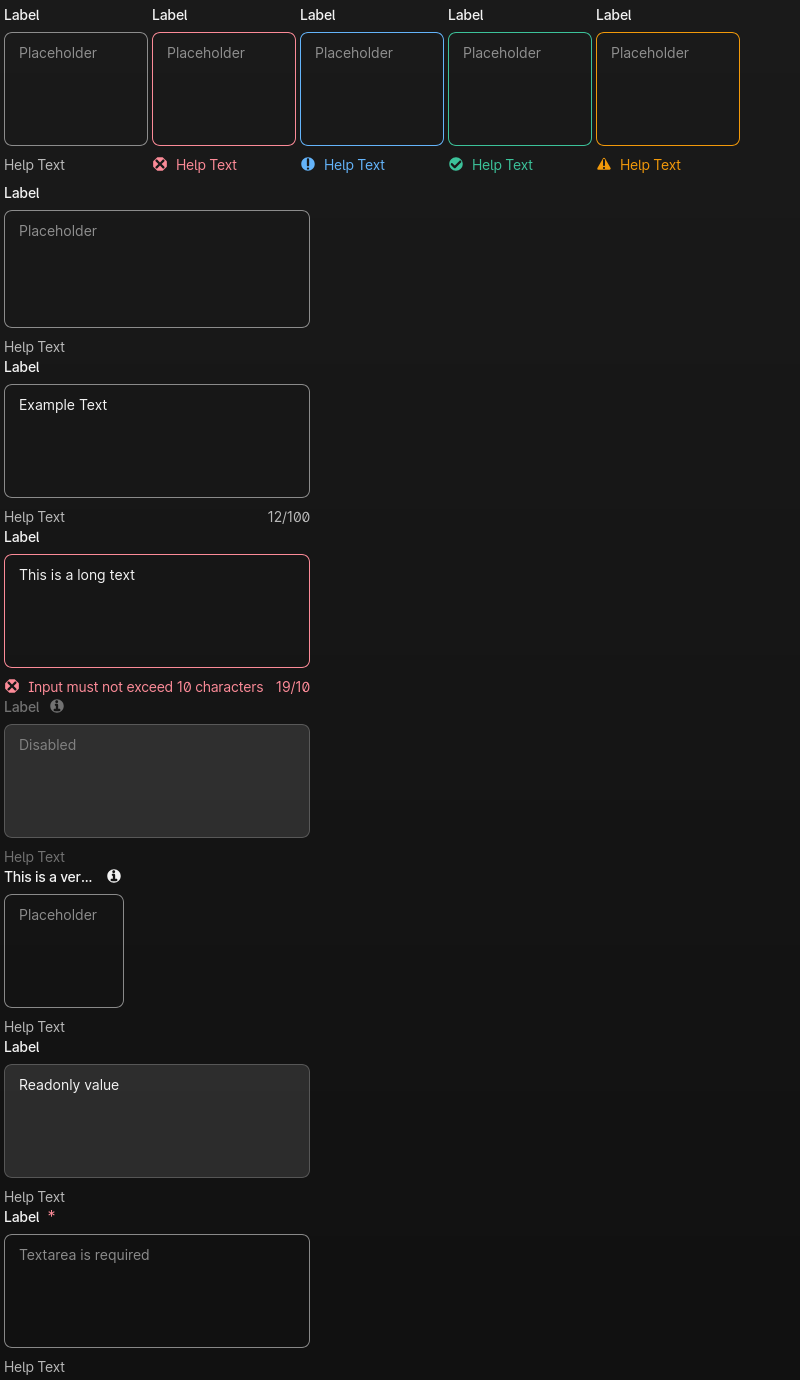 Label Label Label Label Label
Placeholder Placeholder Placeholder Placeholder Placeholder
Help Text Help Text Help Text Help Text Help Text
Label
Placeholder
Help Text
Label
Example Text
Help Text 12/100
Label
This is a long text
Input must not exceed 10 characters 19/10
Label
Disabled
Help Text
This is a ver...
Placeholder
Help Text
Label
Readonly value
Help Text
Label *
Textarea is required
Help Text